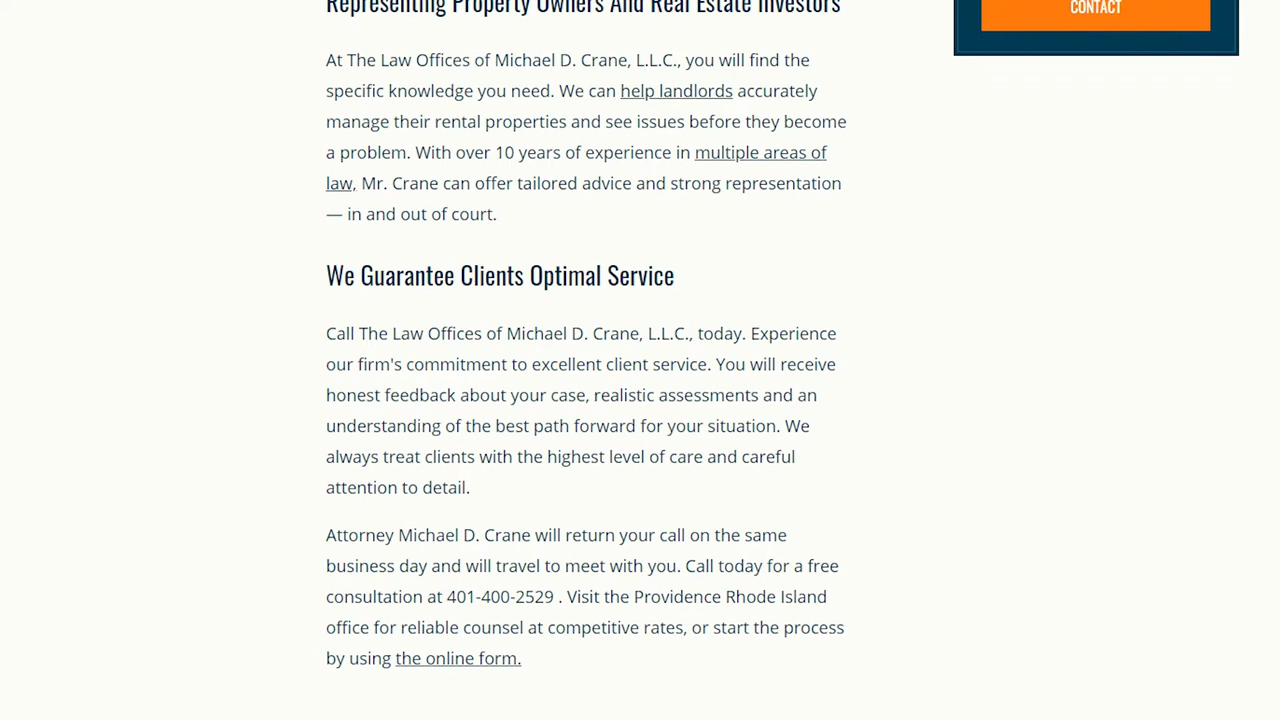 Representing Property Owners And Real Estate Investors
CONTACT
At The Law Offices of Michael D. Crane, L.L.C., you will find the
specific knowledge you need. We can help landlords accurately
manage their rental properties and see issues before they become
a problem. With over 10 years of experience in multiple areas of
law, Mr. Crane can offer tailored advice and strong representation
— in and out of court.
We Guarantee Clients Optimal Service
Call The Law Offices of Michael D. Crane, L.L.C., today. Experience
our firm's commitment to excellent client service. You will receive
honest feedback about your case, realistic assessments and an
understanding of the best path forward for your situation. We
always treat clients with the highest level of care and careful
attention to detail.
Attorney Michael D. Crane will return your call on the same
business day and will travel to meet with you. Call today for a free
consultation at 401-400-2529 . Visit the Providence Rhode Island
office for reliable counsel at competitive rates, or start the process
by using the online form.